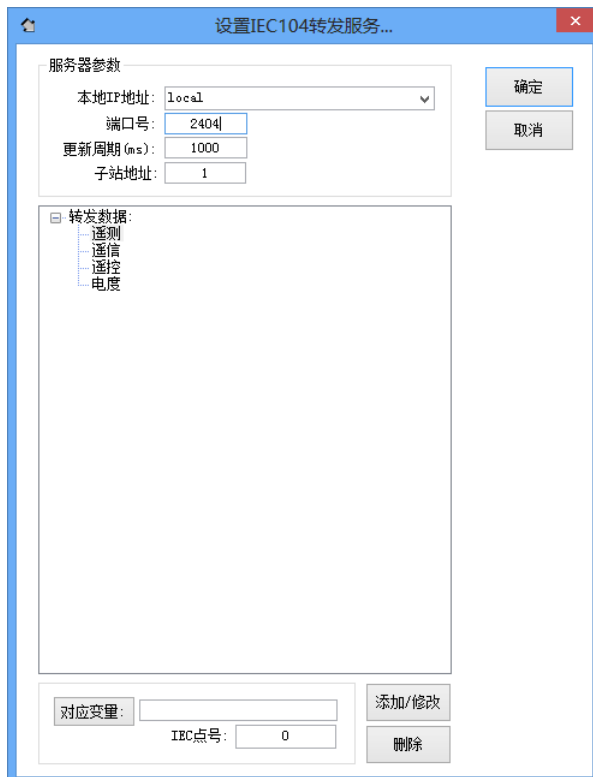 设置IEC104转发服务...
服务器参数
本地IP地址: local
端口号: 2404
更新周期(ms): 1000
子站地址: 1
确定
取消
转发数据:
遥测
遥信
遥控
电度
对应变量:
IEC点号: 0
添加/修改
删除